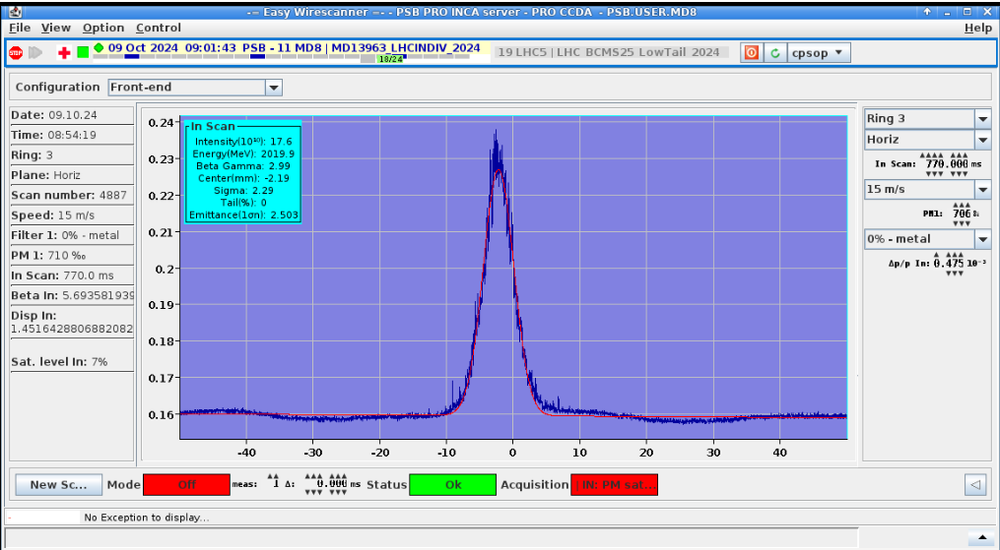 -= Easy Wirescanner =- - PSB PRO INCA server - PRO CCDA - PSB.USER.MD8
File View Option Control Help
STOP 09 Oct 2024 09:01:43 PSB - 11 MD8 | MD13963_LHCINDIV_2024 19 LHC5 | LHC BCMS25 LowTail 2024 cpsop
18/24
Configuration Front-end
Date: 09.10.24
Time: 08:54:19
Ring: 3
Plane: Horiz
Scan number: 4887
Speed: 15 m/s
Filter 1: 0% - metal
PM 1: 710 ‰
In Scan: 770.0 ms
Beta In: 5.693581939
Disp In:
1.4516428806882082
Sat. level In: 7%
0.24
0.23
0.22
0.21
0.2
0.19
0.18
0.17
0.16
In Scan
Intensity(10¹⁰): 17.6
Energy(MeV): 2019.9
Beta Gamma: 2.99
Center(mm): -2.19
Sigma: 2.29
Tail(%): 0
Emittance(1σn): 2.503
-40 -30 -20 -10 0 10 20 30 40
Ring 3
Horiz
In Scan: 770.000 ms
15 m/s
PM1: 706 ‰
0% - metal
Δp/p In: 0.475 10⁻³
New Sc... Mode Off meas: 1 Δ: 0.000 ms Status Ok Acquisition | IN: PM sat...
- No Exception to display...